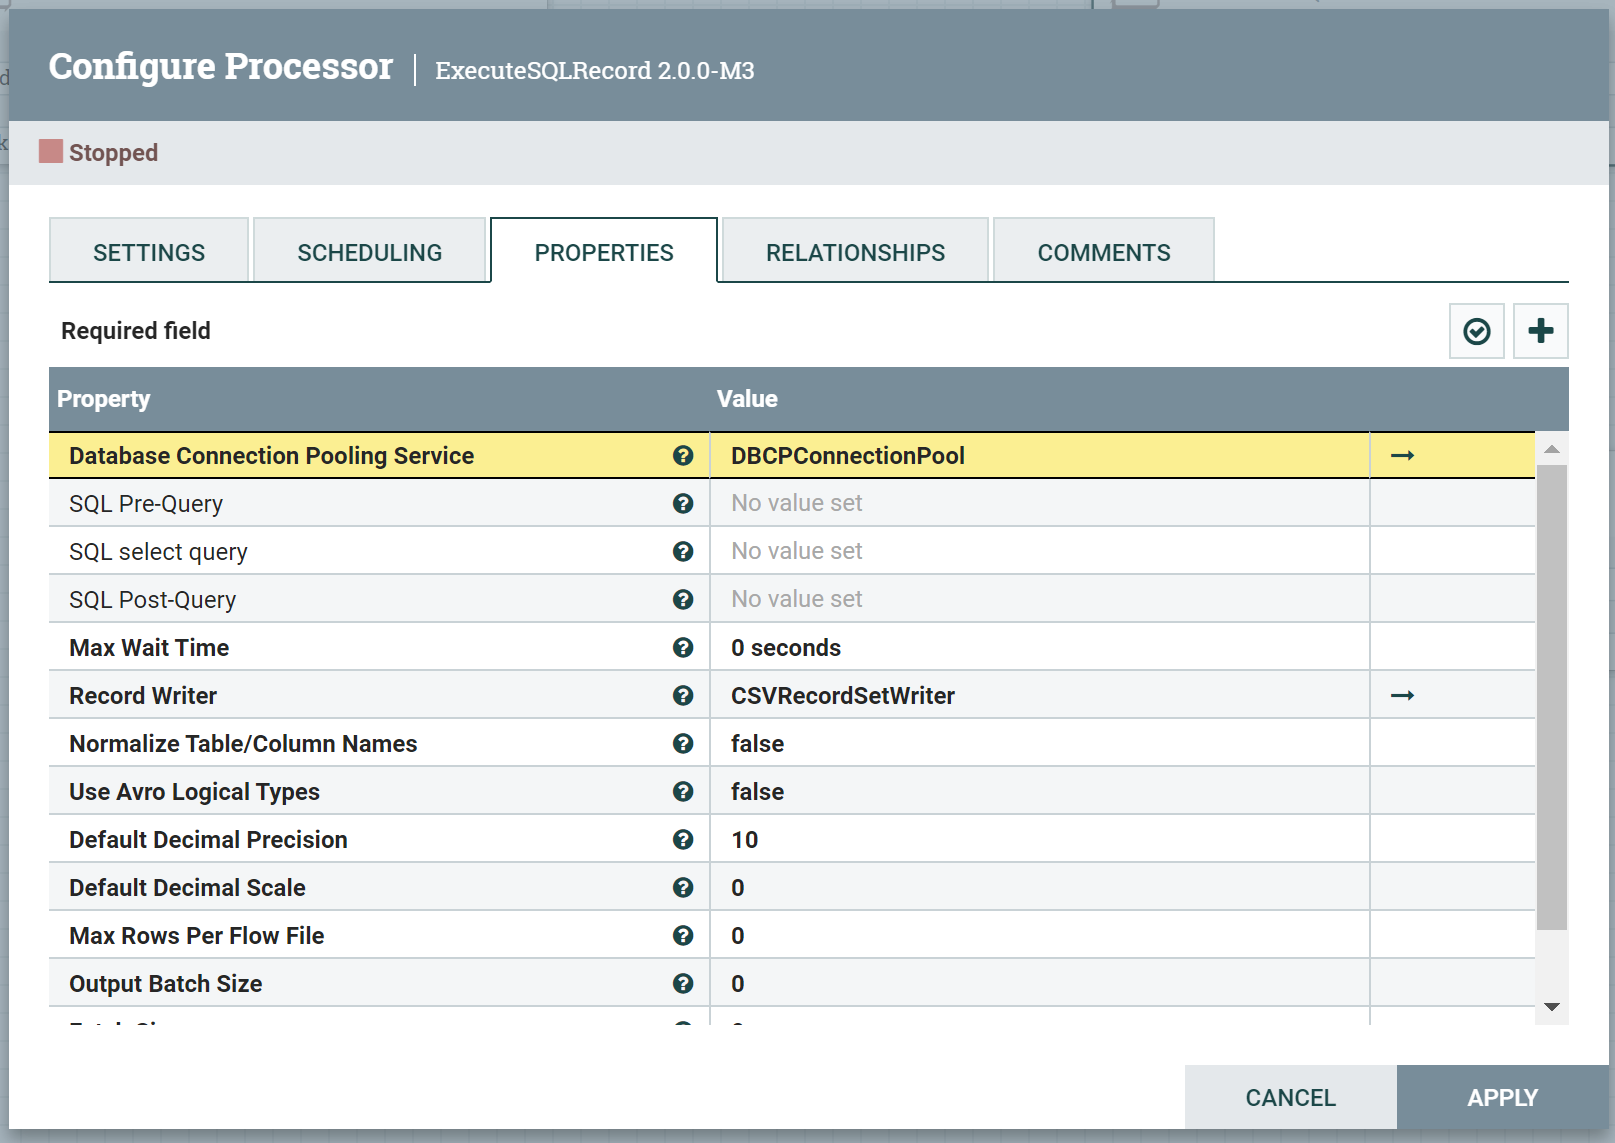 Configure Processor | ExecuteSQLRecord 2.0.0-M3
Stopped
SETTINGS SCHEDULING PROPERTIES RELATIONSHIPS COMMENTS
Required field
Property Value
Database Connection Pooling Service DBCPConnectionPool
SQL Pre-Query No value set
SQL select query No value set
SQL Post-Query No value set
Max Wait Time 0 seconds
Record Writer CSVRecordSetWriter
Normalize Table/Column Names false
Use Avro Logical Types false
Default Decimal Precision 10
Default Decimal Scale 0
Max Rows Per Flow File 0
Output Batch Size 0
CANCEL APPLY